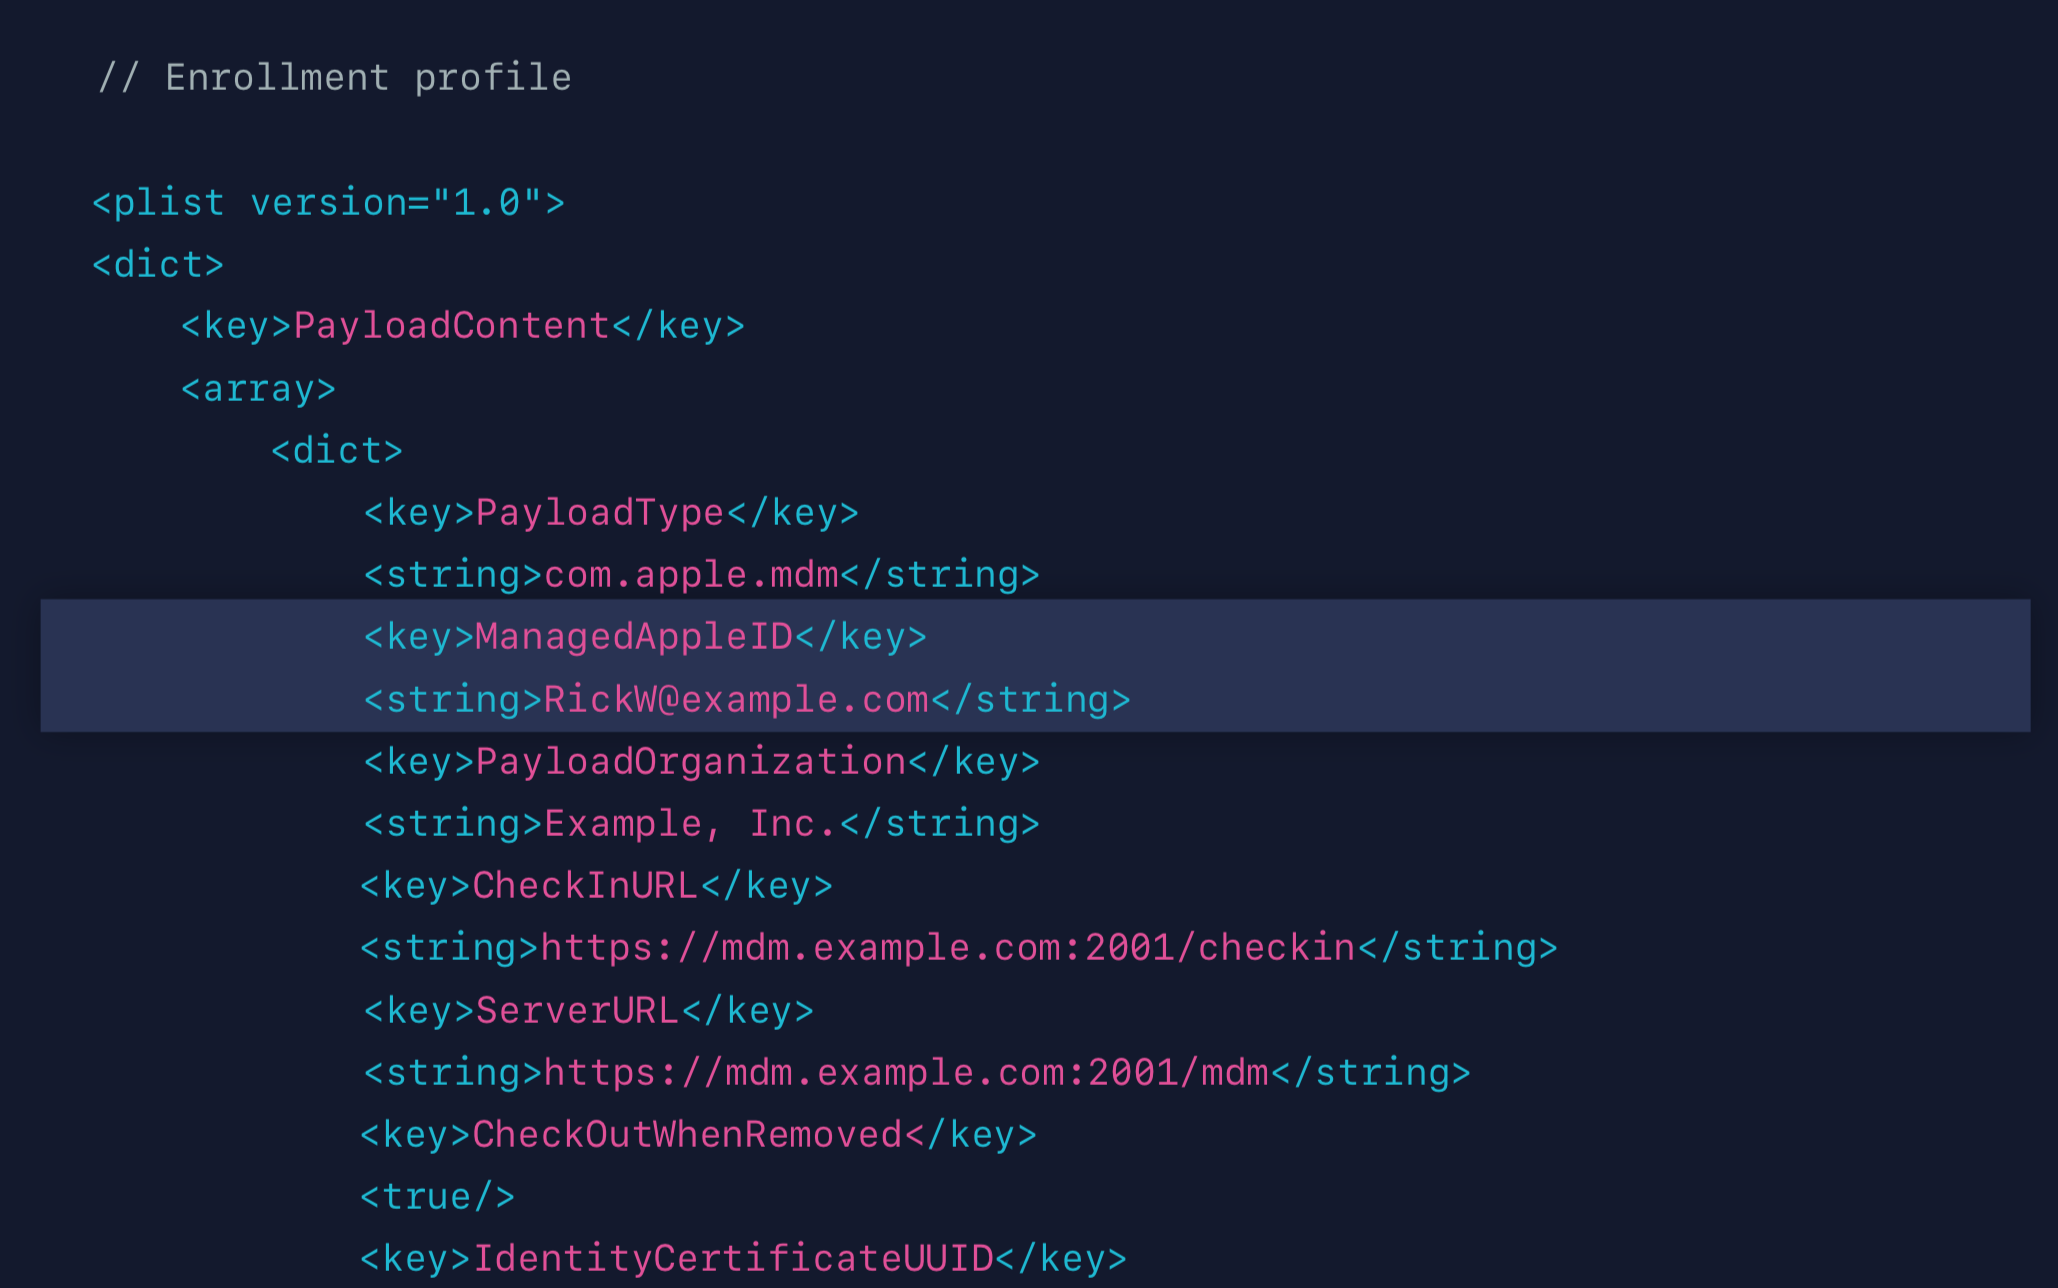 // Enrollment profile
<plist version="1.0">
<dict>
<key>PayloadContent</key>
<array>
<dict>
<key>PayloadType</key>
<string>com.apple.mdm</string>
<key>ManagedAppleID</key>
<string>RickW@example.com</string>
<key>PayloadOrganization</key>
<string>Example, Inc.</string>
<key>CheckInURL</key>
<string>https://mdm.example.com:2001/checkin</string>
<key>ServerURL</key>
<string>https://mdm.example.com:2001/mdm</string>
<key>CheckOutWhenRemoved</key>
<true/>
<key>IdentityCertificateUUID</key>